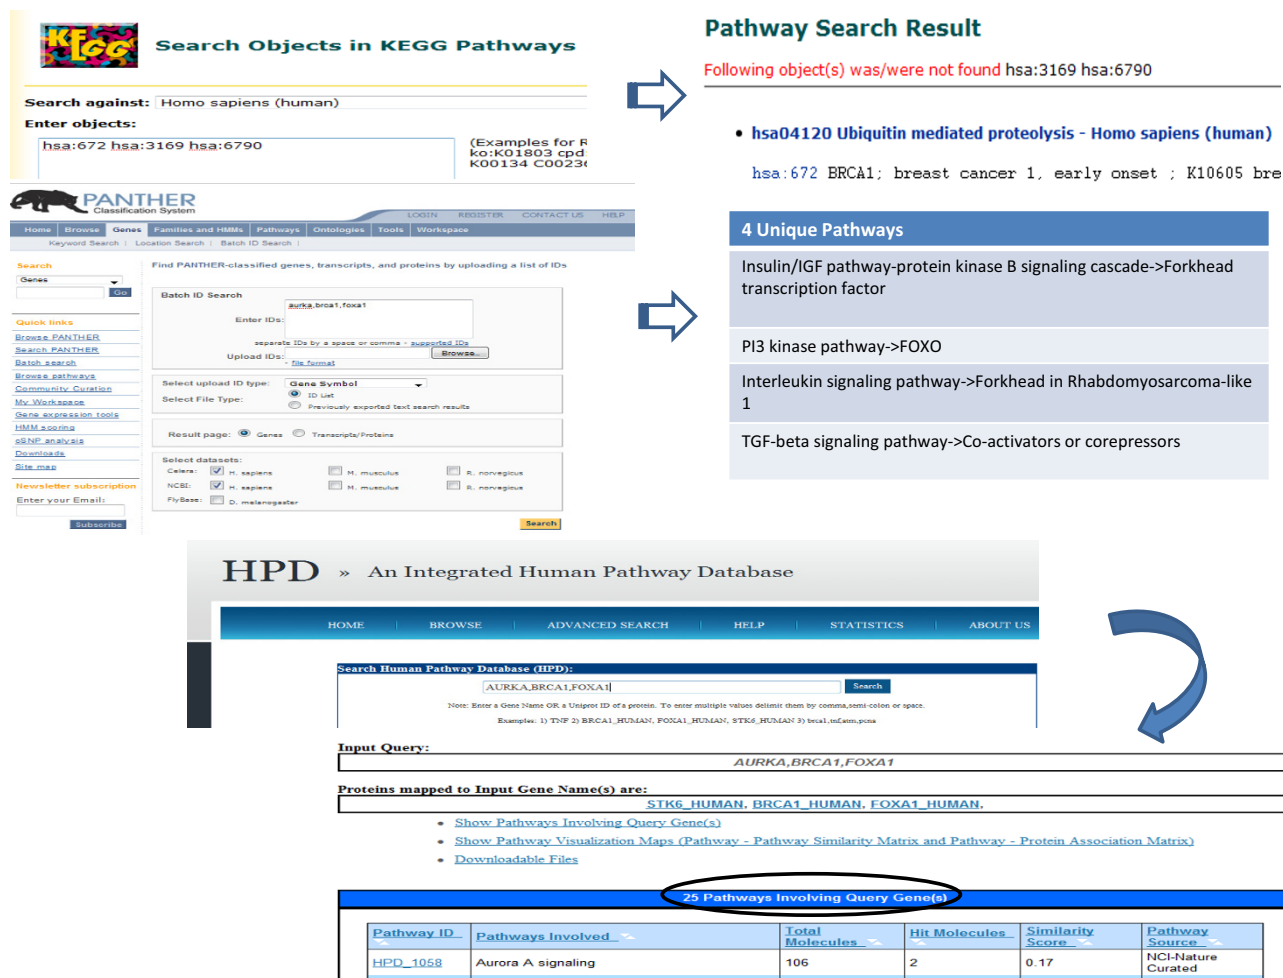 KEGG
Search Objects in KEGG Pathways
Search against: Homo sapiens (human)
Enter objects:
hsa:672 hsa:3169 hsa:6790
(Examples for
ko:K01803 cpd
K00134
Pathway Search Result
Following object(s) was/were not found hsa:3169 hsa:6790
• hsa04120 Ubiquitin mediated proteolysis - Homo sapiens (human)
hsa:672 BRCA1; breast cancer 1, early onset ; K10605 bre
PANTHER
Classification System
LOGIN REGISTER CONTACT US HELP
Home Browse Genes Families and HMMs Pathways Ontologies Tools Workspace
Keyword Search | Location Search | Batch ID Search |
Search
Genes
Go
Quick links
Browse PANTHER
Search PANTHER
Batch search
Browse pathways
Community Curation
My Workspace
Gene expression tools
HMM scoring
cSNP analysis
Downloads
Site map
Newsletter subscription
Enter your Email:
Subscribe
Find PANTHER-classified genes, transcripts, and proteins by uploading a list of IDs
Batch ID Search
Enter IDs: aurka,brca1,foxa1
separate IDs by a space or comma - supported IDs
Upload IDs: Browse...
- file format
Select upload ID type: Gene Symbol
Select File Type: ID List
Previously exported text search results
Result page: Genes Transcripts/Proteins
Select datasets:
Celera: H. sapiens M. musculus R. norvegicus
NCBI: H. sapiens M. musculus R. norvegicus
FlyBase: D. melanogaster
Search
4 Unique Pathways
Insulin/IGF pathway-protein kinase B signaling cascade->Forkhead
transcription factor
PI3 kinase pathway->FOXO
Interleukin signaling pathway->Forkhead in Rhabdomyosarcoma-like
1
TGF-beta signaling pathway->Co-activators or corepressors
HPD » An Integrated Human Pathway Database
HOME | BROWSE | ADVANCED SEARCH | HELP | STATISTICS | ABOUT US
Search Human Pathway Database (HPD):
AURKA,BRCA1,FOXA1 Search
Note: Enter a Gene Name OR a Uniprot ID of a protein. To enter multiple values delimit them by comma,semi-colon or space.
Examples: 1) TNF 2) BRCA1_HUMAN, FOXA1_HUMAN, STK6_HUMAN 3) brca1,tnf,atm,pcna
Input Query:
AURKA,BRCA1,FOXA1
Proteins mapped to Input Gene Name(s) are:
STK6_HUMAN, BRCA1_HUMAN, FOXA1_HUMAN,
• Show Pathways Involving Query Gene(s)
• Show Pathway Visualization Maps (Pathway - Pathway Similarity Matrix and Pathway - Protein Association Matrix)
• Downloadable Files
25 Pathways Involving Query Gene(s)
Pathway ID Pathways Involved Total Molecules Hit Molecules Similarity Score Pathway Source
HPD_1058 Aurora A signaling 106 2 0.17 NCI-Nature Curated